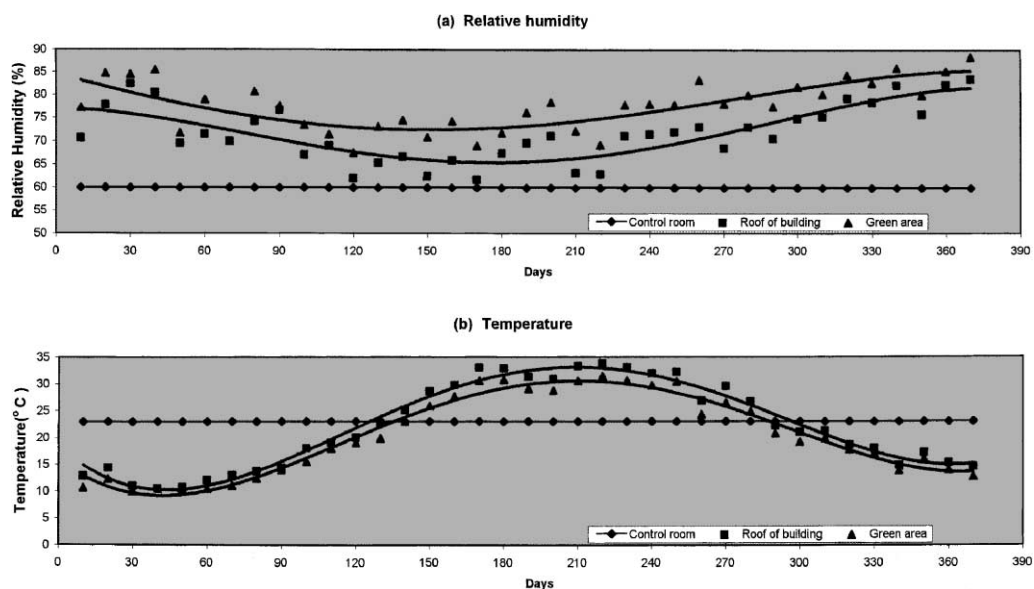 (a) Relative humidity
Relative Humidity (%)
90
85
80
75
70
65
60
55
50
Control room Roof of building Green area
0 30 60 90 120 150 180 210 240 270 300 330 360 390
Days
(b) Temperature
Temperature(° C)
35
30
25
20
15
10
5
0
Control room Roof of building Green area
0 30 60 90 120 150 180 210 240 270 300 330 360 390
Days